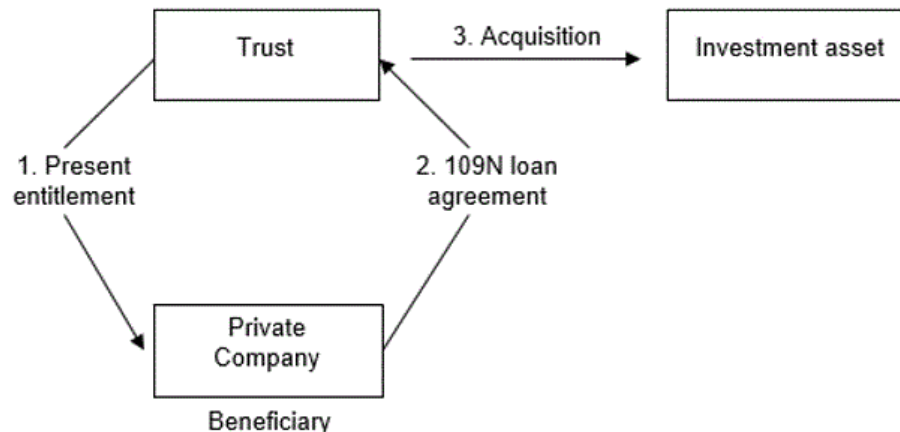 Trust
3. Acquisition
Investment asset
1. Present
entitlement
2. 109N loan
agreement
Private
Company
Beneficiary